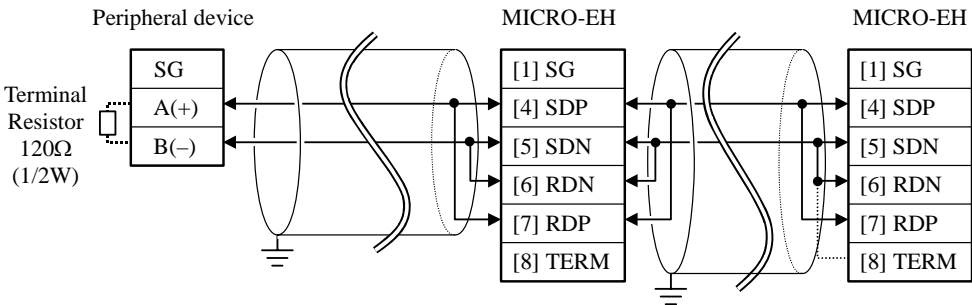 Peripheral device
MICRO-EH
MICRO-EH
Terminal
Resistor
120Ω
(1/2W)
SG
A(+)
B(−)
[1] SG
[4] SDP
[5] SDN
[6] RDN
[7] RDP
[8] TERM
[1] SG
[4] SDP
[5] SDN
[6] RDN
[7] RDP
[8] TERM